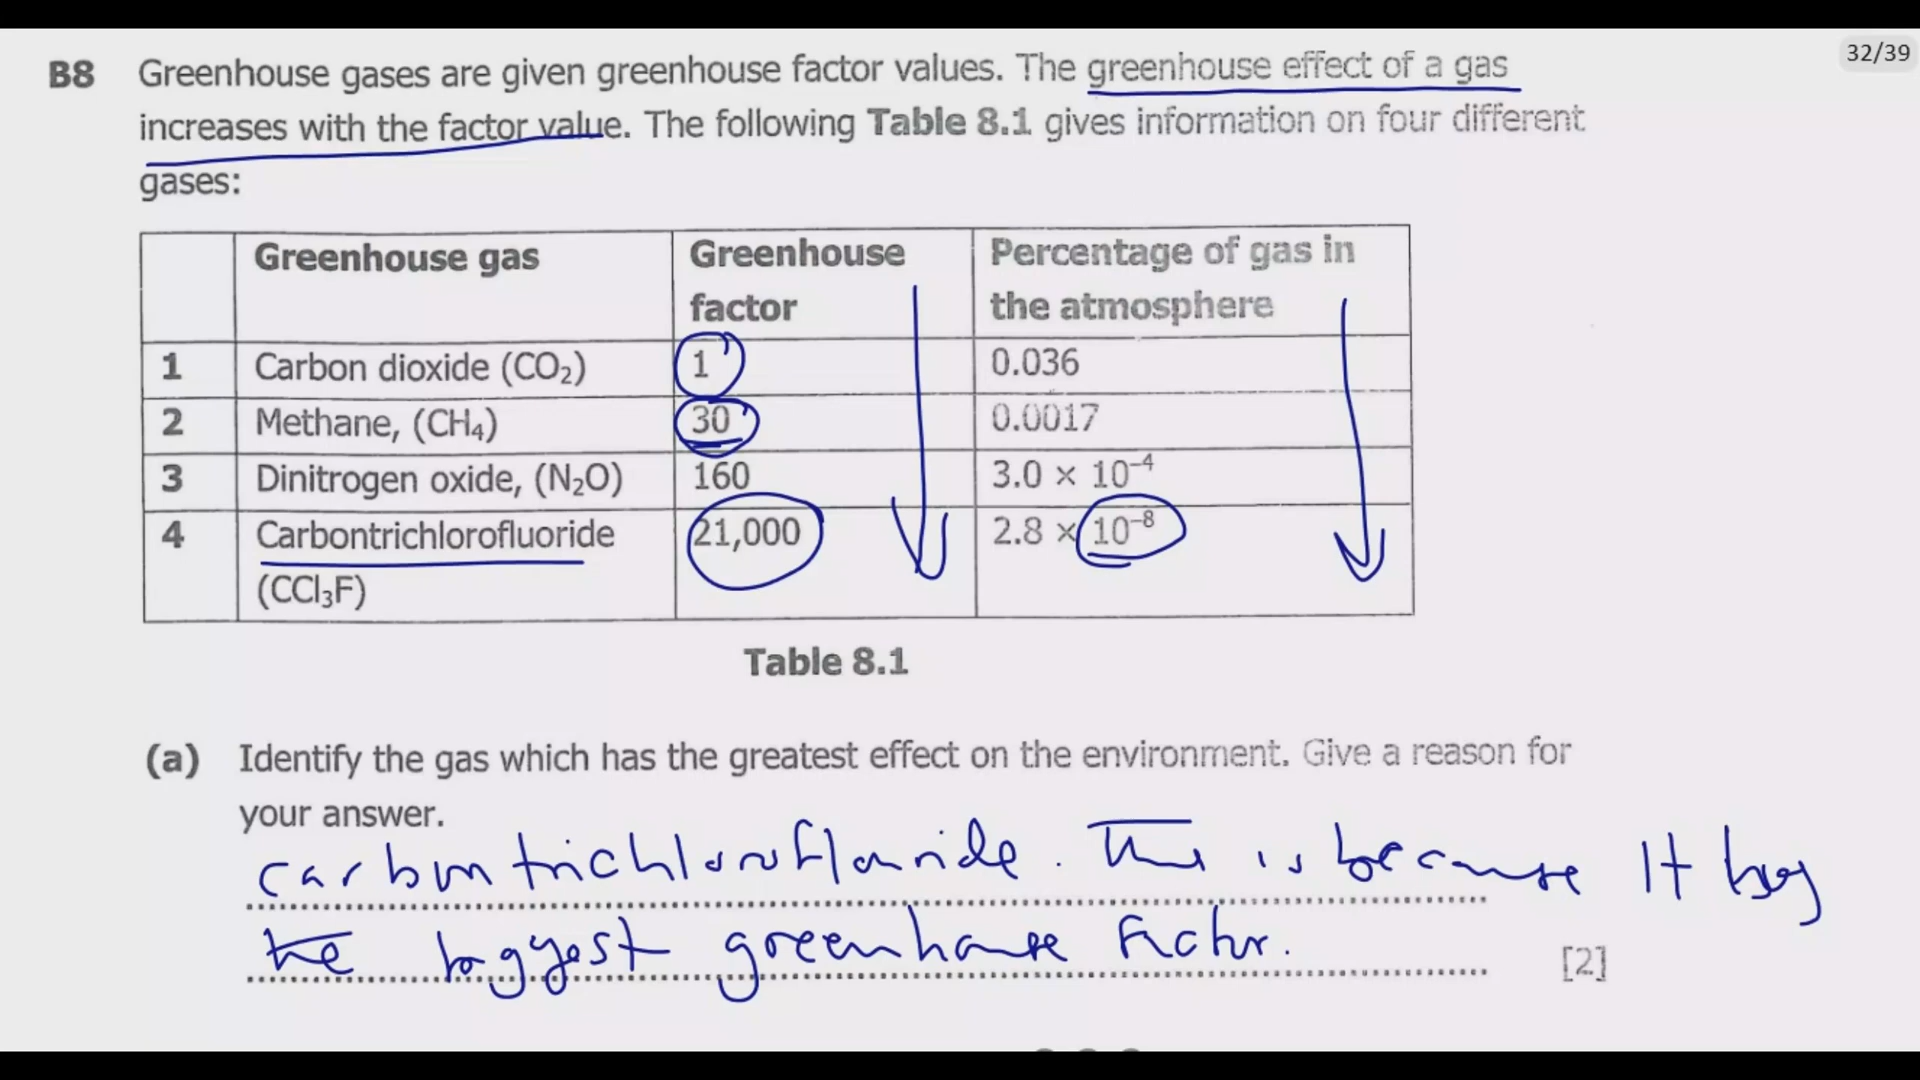 32/39
B8 Greenhouse gases are given greenhouse factor values. The greenhouse effect of a gas
increases with the factor value. The following Table 8.1 gives information on four different
gases:
Greenhouse gas Greenhouse factor Percentage of gas in the atmosphere
1 Carbon dioxide (CO₂) 1 0.036
2 Methane, (CH₄) 30 0.0017
3 Dinitrogen oxide, (N₂O) 160 3.0 × 10⁻⁴
4 Carbontrichlorofluoride (CCl₃F) 21,000 2.8 × 10⁻⁸
Table 8.1
(a) Identify the gas which has the greatest effect on the environment. Give a reason for
your answer.
carbontrichlorofluoride. This is because It has
the biggest greenhouse factor.
[2]